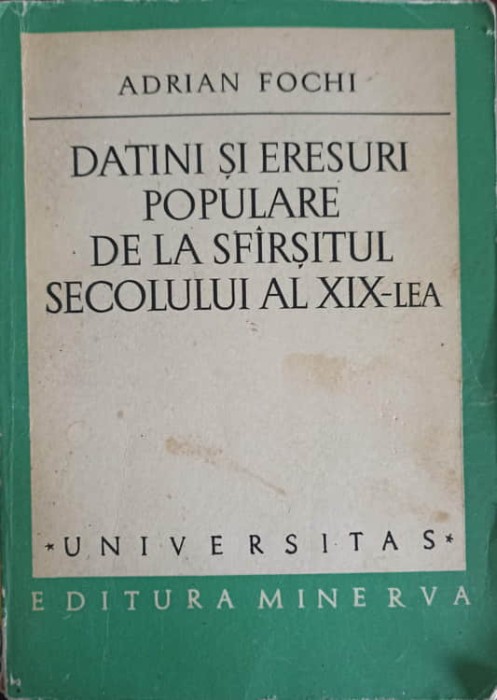 ADRIAN FOCHI
DATINI ȘI ERESURI
POPULARE
DE LA SFÎRȘITUL
SECOLULUI AL XIX-LEA
*UNIVERSITAS*
EDITURA MINERVA